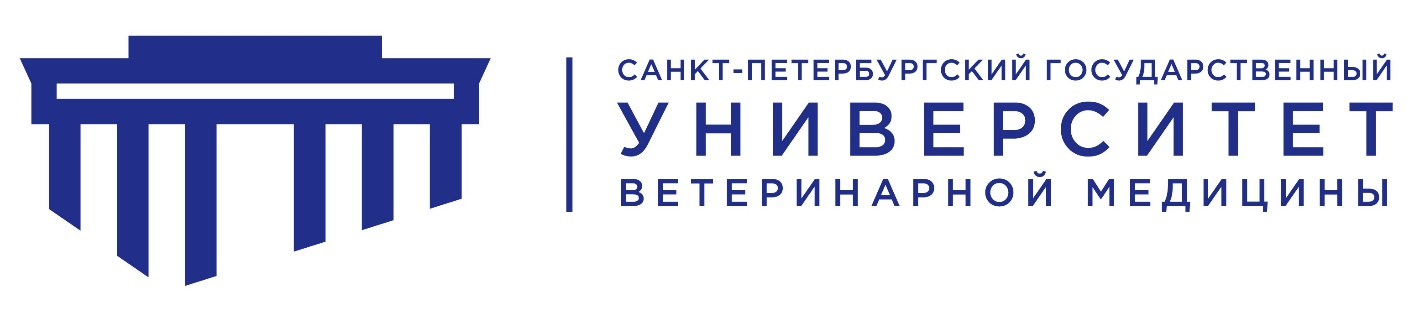 САНКТ-ПЕТЕРБУРГСКИЙ ГОСУДАРСТВЕННЫЙ
УНИВЕРСИТЕТ
ВЕТЕРИНАРНОЙ МЕДИЦИНЫ